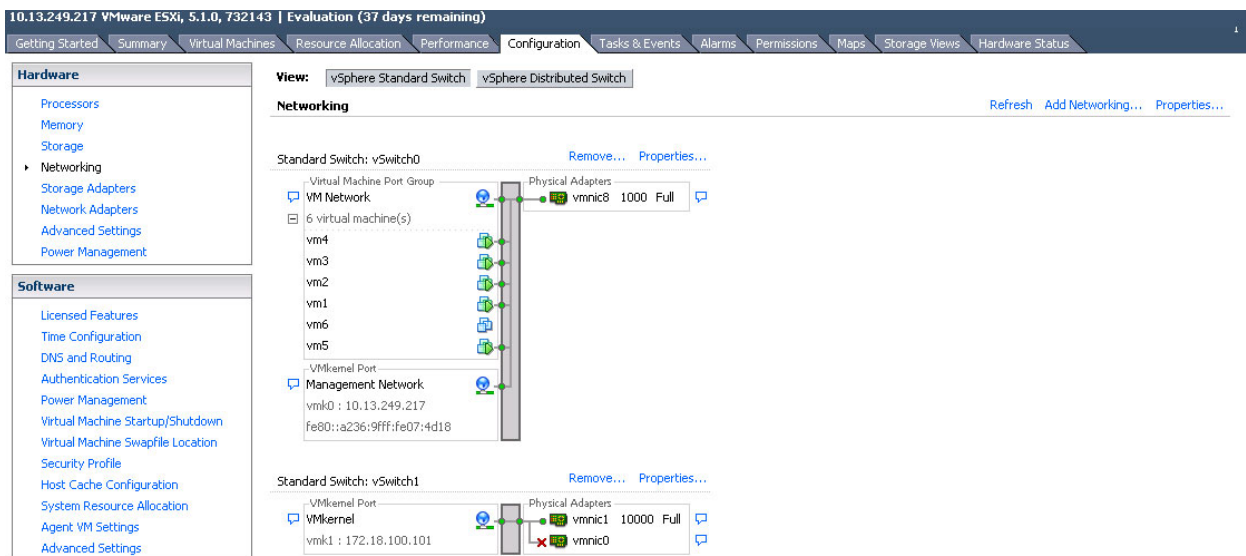 10.13.249.217 VMware ESXi, 5.1.0, 732143 | Evaluation (37 days remaining)
Getting Started Summary Virtual Machines Resource Allocation Performance Configuration Tasks & Events Alarms Permissions Maps Storage Views Hardware Status
Hardware
Processors
Memory
Storage
Networking
Storage Adapters
Network Adapters
Advanced Settings
Power Management
Software
Licensed Features
Time Configuration
DNS and Routing
Authentication Services
Power Management
Virtual Machine Startup/Shutdown
Virtual Machine Swapfile Location
Security Profile
Host Cache Configuration
System Resource Allocation
Agent VM Settings
Advanced Settings
View: vSphere Standard Switch vSphere Distributed Switch
Networking Refresh Add Networking... Properties...
Standard Switch: vSwitch0 Remove... Properties...
Virtual Machine Port Group Physical Adapters
VM Network vmnic8 1000 Full
6 virtual machine(s)
vm4
vm3
vm2
vm1
vm6
vm5
VMkernel Port
Management Network
vmk0 : 10.13.249.217
fe80::a236:9fff:fe07:4d18
Standard Switch: vSwitch1 Remove... Properties...
VMkernel Port Physical Adapters
VMkernel vmnic1 10000 Full
vmk1 : 172.18.100.101 vmnic0